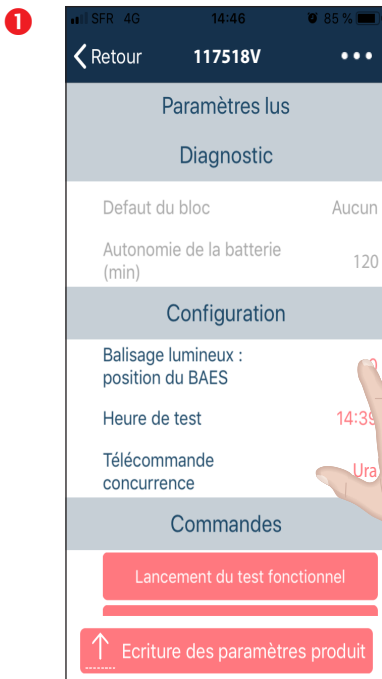 1
SFR 4G 14:46 85 %
Retour 117518V •••
Paramètres lus
Diagnostic
Defaut du bloc Aucun
Autonomie de la batterie
(min) 120
Configuration
Balisage lumineux :
position du BAES 0
Heure de test 14:39
Télécommande
concurrence Ura
Commandes
Lancement du test fonctionnel
Ecriture des paramètres produit